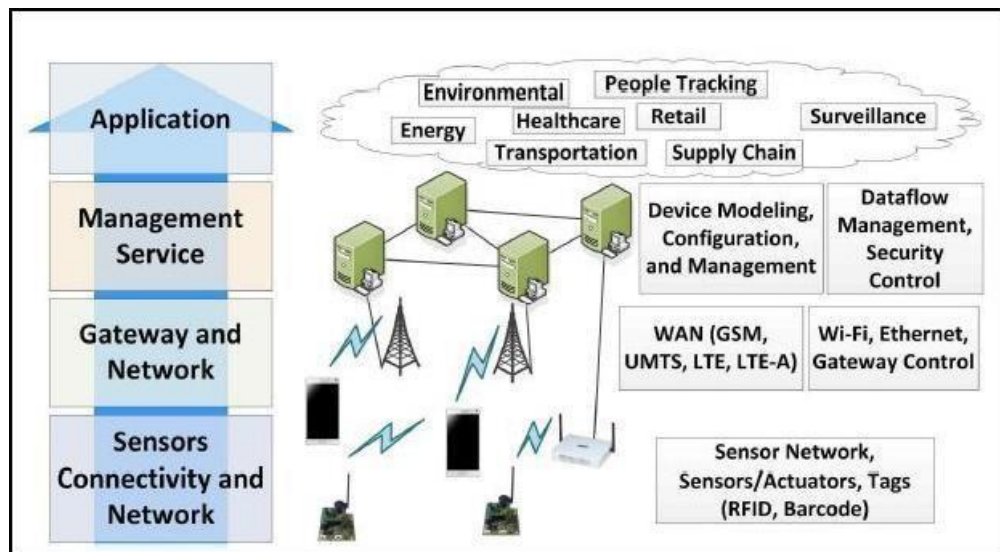 Application
Environmental
People Tracking
Energy
Healthcare
Retail
Surveillance
Transportation
Supply Chain
Management
Service
Device Modeling,
Configuration,
and Management
Dataflow
Management,
Security
Control
Gateway and
Network
WAN (GSM,
UMTS, LTE, LTE-A)
Wi-Fi, Ethernet,
Gateway Control
Sensors
Connectivity and
Network
Sensor Network,
Sensors/Actuators, Tags
(RFID, Barcode)